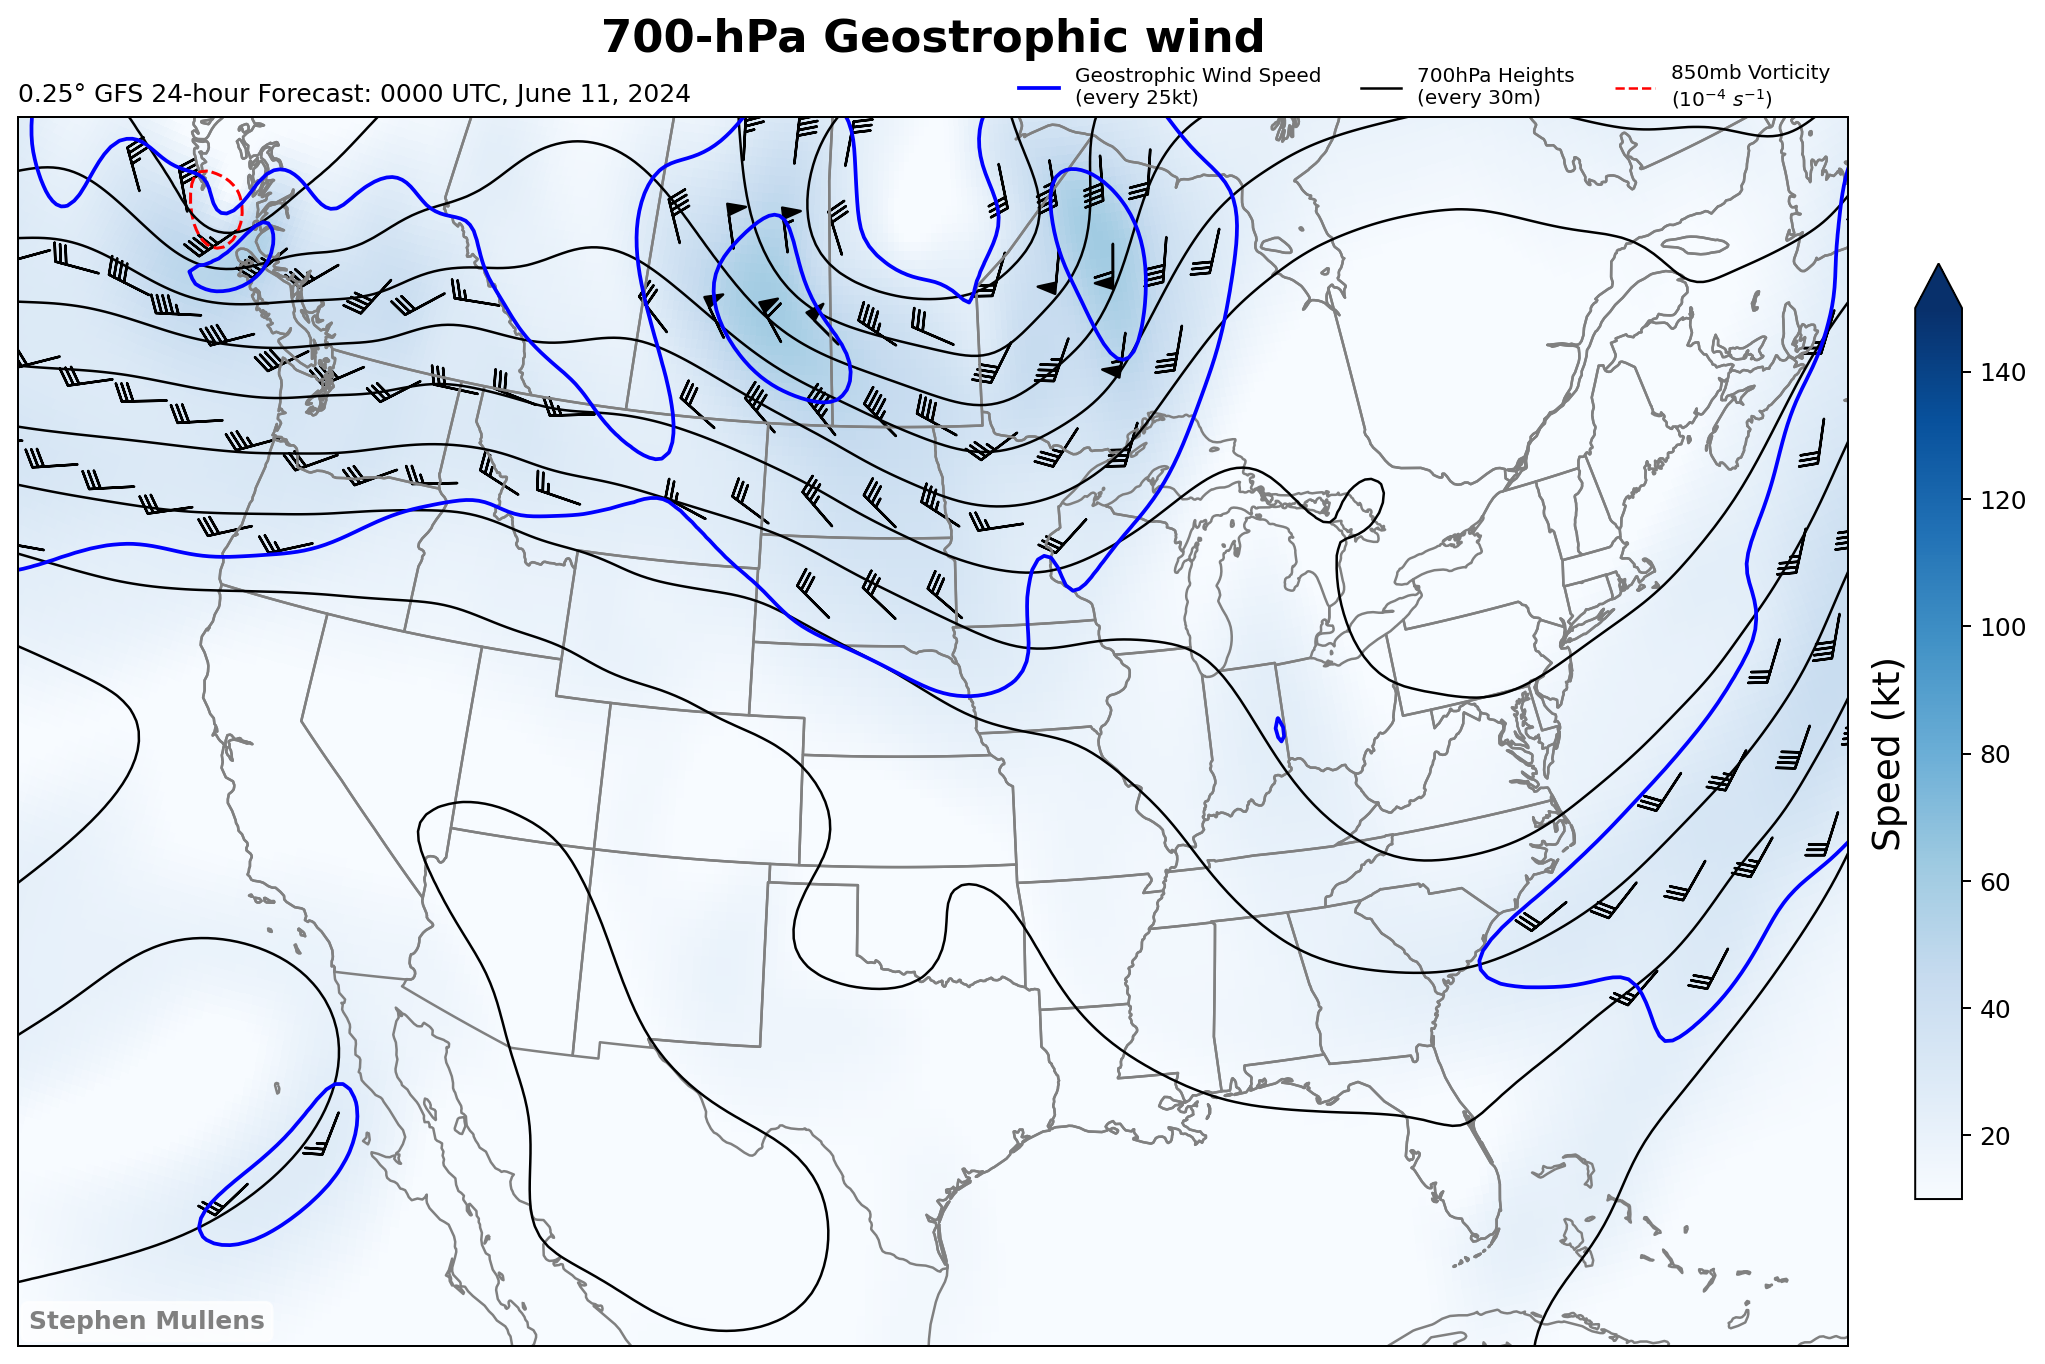 700-hPa Geostrophic wind
0.25° GFS 24-hour Forecast: 0000 UTC, June 11, 2024
Geostrophic Wind Speed
(every 25kt)
700hPa Heights
(every 30m)
850mb Vorticity
(10⁻⁴ s⁻¹)
140
120
100
80
60
40
20
Speed (kt)
Stephen Mullens